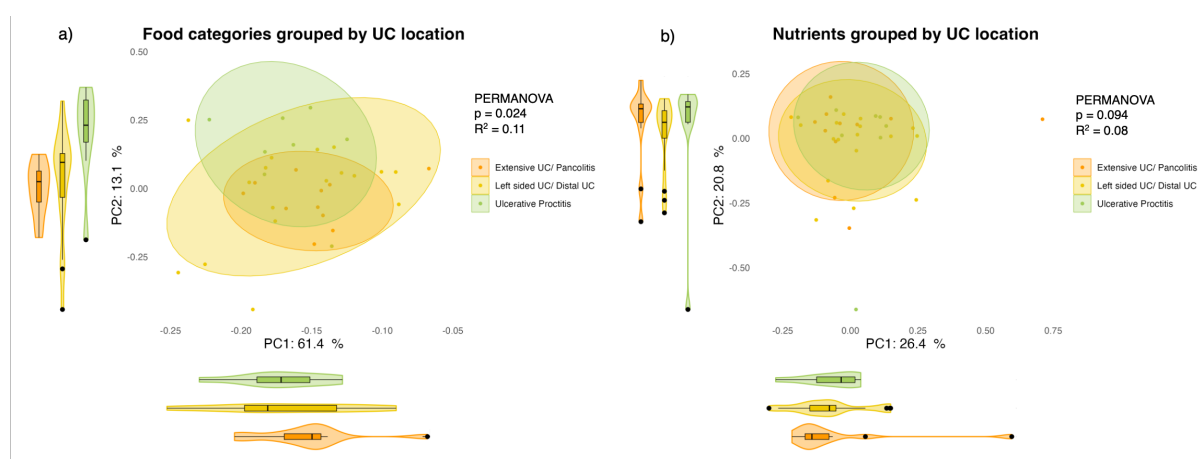 a)
Food categories grouped by UC location
0.50
0.25
0.00
-0.25
PC2: 13.1 %
-0.25
-0.20
-0.15
-0.10
-0.05
PC1: 61.4 %
PERMANOVA
p = 0.024
R² = 0.11
Extensive UC/ Pancolitis
Left sided UC/ Distal UC
Ulcerative Proctitis
b)
Nutrients grouped by UC location
0.25
0.00
-0.25
-0.50
PC2: 20.8 %
-0.25
0.00
0.25
0.50
0.75
PC1: 26.4 %
PERMANOVA
p = 0.094
R² = 0.08
Extensive UC/ Pancolitis
Left sided UC/ Distal UC
Ulcerative Proctitis